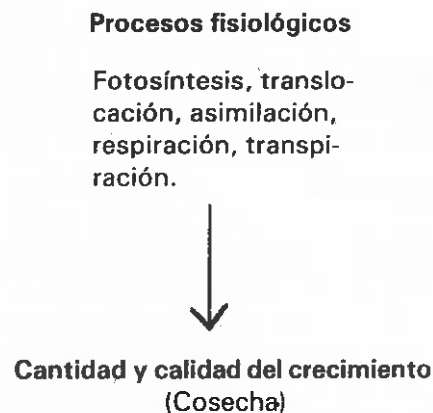 Procesos fisiológicos
Fotosíntesis, translo-
cación, asimilación,
respiración, transpi-
ración.
Cantidad y calidad del crecimiento
(Cosecha)